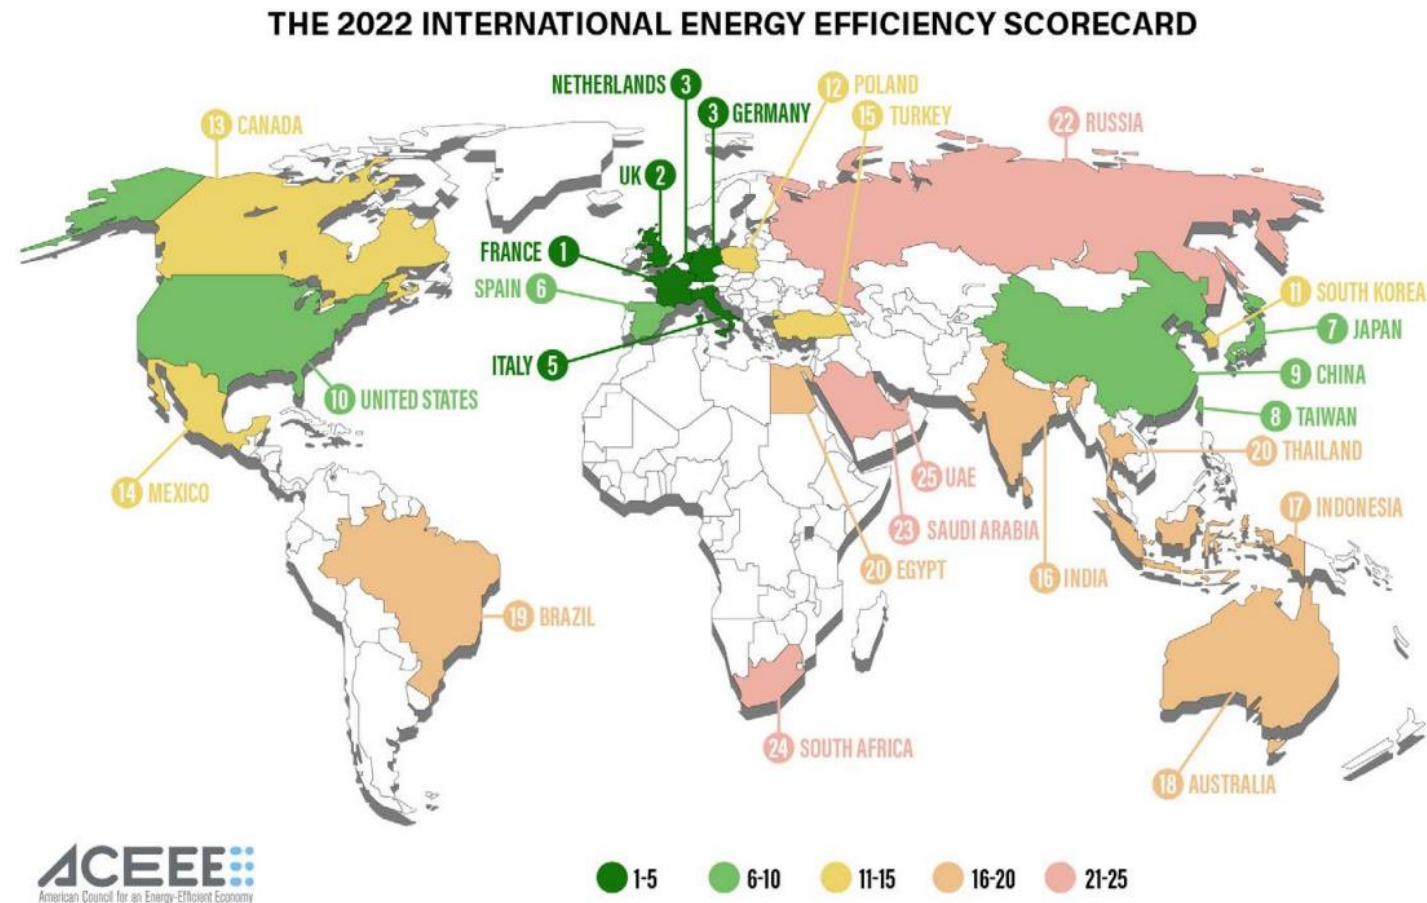 THE 2022 INTERNATIONAL ENERGY EFFICIENCY SCORECARD
NETHERLANDS 3
3 GERMANY
12 POLAND
15 TURKEY
13 CANADA
22 RUSSIA
UK 2
FRANCE 1
SPAIN 6
11 SOUTH KOREA
7 JAPAN
ITALY 5
9 CHINA
10 UNITED STATES
8 TAIWAN
20 THAILAND
14 MEXICO
25 UAE
17 INDONESIA
23 SAUDI ARABIA
20 EGYPT
16 INDIA
19 BRAZIL
24 SOUTH AFRICA
18 AUSTRALIA
ACEEE
American Council for an Energy-Efficient Economy
1-5 6-10 11-15 16-20 21-25